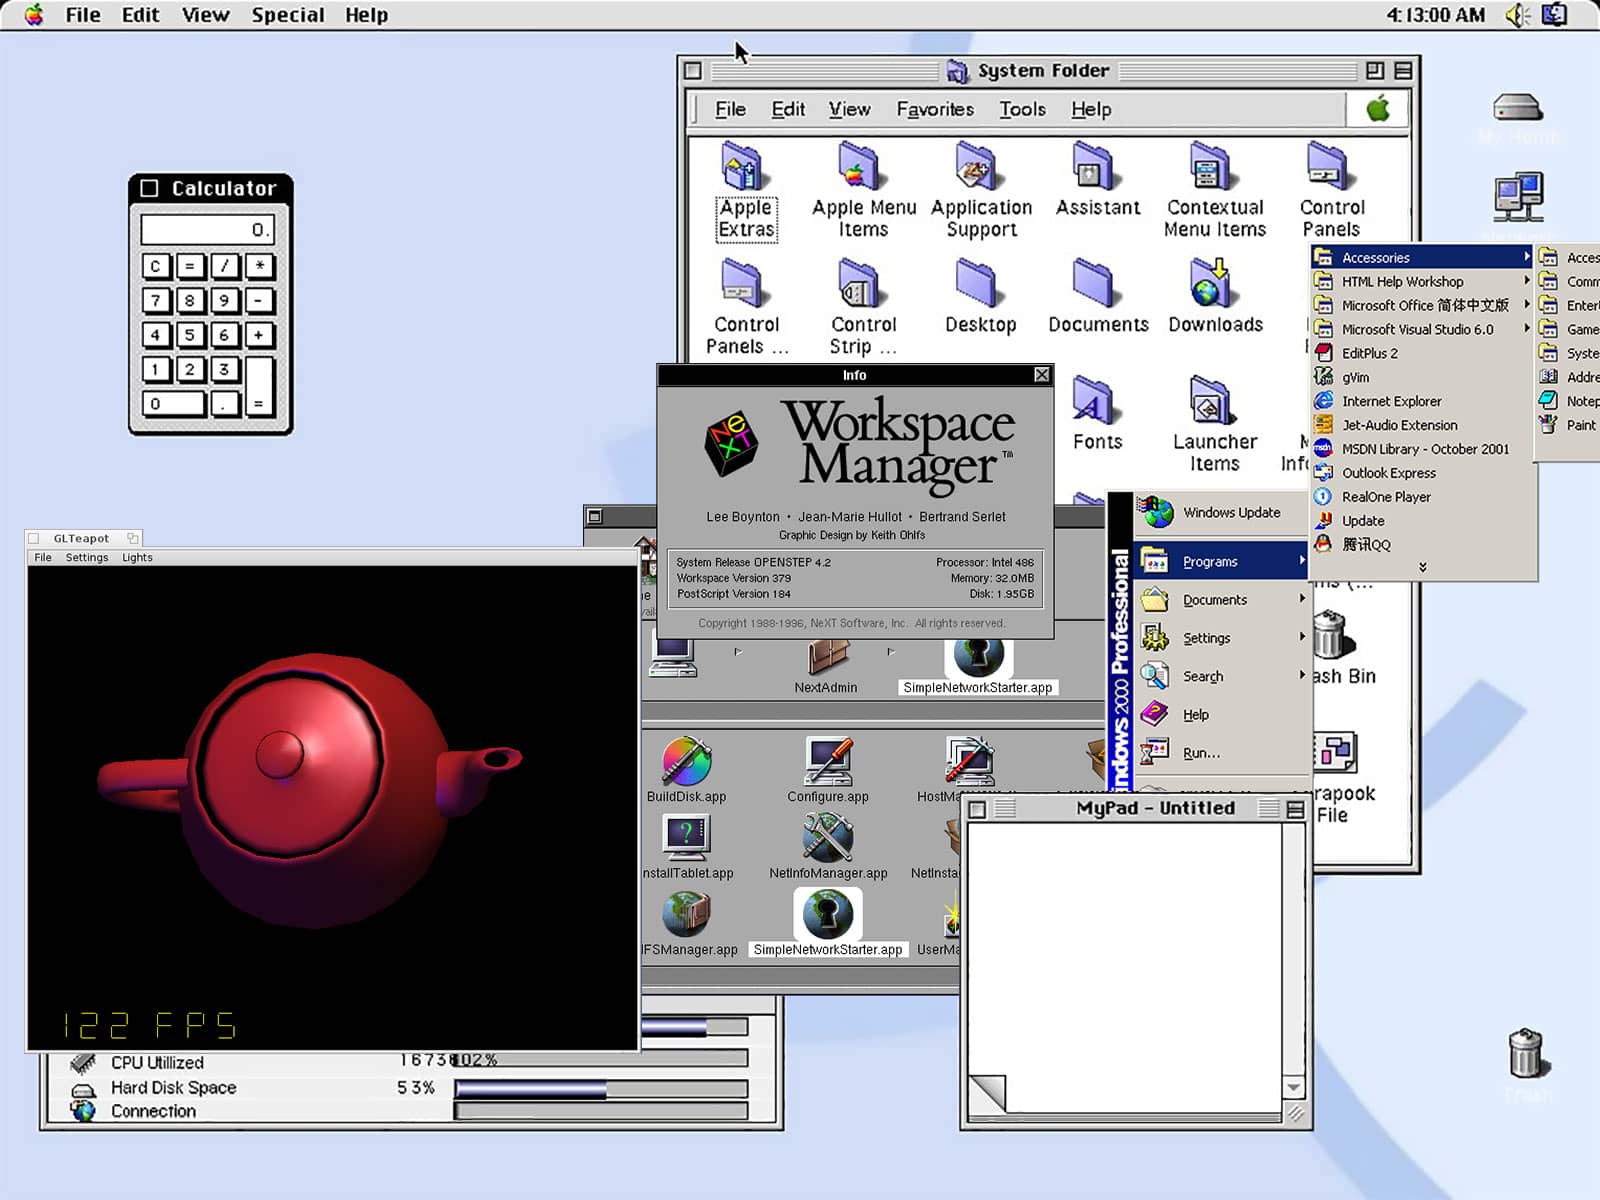 File Edit View Special Help
4:13:00 AM
System Folder
File Edit View Favorites Tools Help
My Home
Calculator
0.
C = / *
7 8 9 -
4 5 6 +
1 2 3
0 . =
Apple Extras
Apple Menu Items
Application Support
Assistant
Contextual Menu Items
Control Panels
Control Panels ...
Control Strip ...
Desktop
Documents
Downloads
Fonts
Launcher Items
Accessories
HTML Help Workshop
Microsoft Office 简体中文版
Microsoft Visual Studio 6.0
EditPlus 2
gVim
Internet Explorer
Jet-Audio Extension
MSDN Library - October 2001
Outlook Express
RealOne Player
Update
腾讯QQ
Acces
Comm
Enter
Game
Syste
Addre
Notep
Paint
Info
NeXT
Workspace
Manager™
Lee Boynton • Jean-Marie Hullot • Bertrand Serlet
Graphic Design by Keith Ohlfs
System Release OPENSTEP 4.2
Processor: Intel 486
Workspace Version 379
Memory: 32.0MB
PostScript Version 184
Disk: 1.95GB
Copyright 1988-1996, NeXT Software, Inc. All rights reserved.
Windows Update
Programs
Documents
Settings
Search
Help
Run...
ndows 2000 Professional
ash Bin
rapook
File
GLTeapot
File Settings Lights
122 FPS
NextAdmin
SimpleNetworkStarter.app
BuildDisk.app
Configure.app
HostMa
nstallTablet.app
NetInfoManager.app
NetInsta
FSManager.app
SimpleNetworkStarter.app
UserMa
MyPad - Untitled
CPU Utilized
Hard Disk Space
53%
Connection
Trash